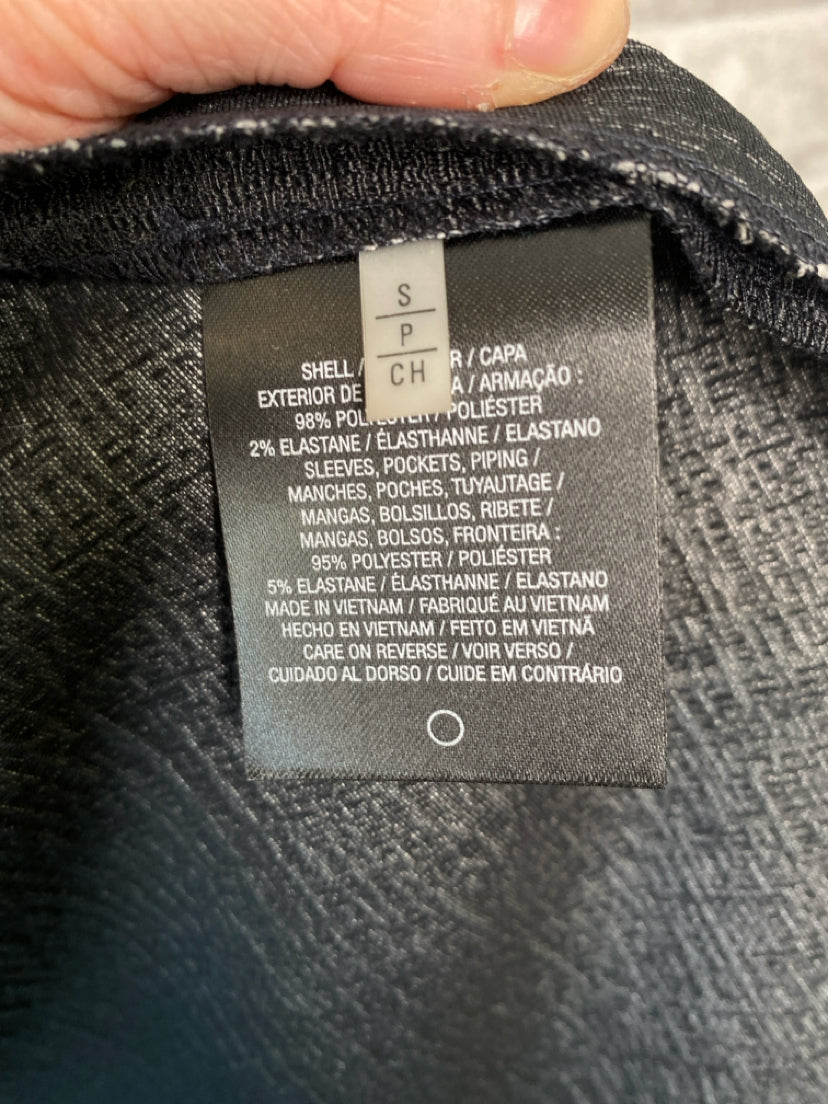 S
P
CH
SHELL / R / CAPA
EXTERIOR DE A / ARMAÇÃO :
98% POLYESTER / POLIÉSTER
2% ELASTANE / ÉLASTHANNE / ELASTANO
SLEEVES, POCKETS, PIPING /
MANCHES, POCHES, TUYAUTAGE /
MANGAS, BOLSILLOS, RIBETE /
MANGAS, BOLSOS, FRONTEIRA :
95% POLYESTER / POLIÉSTER
5% ELASTANE / ÉLASTHANNE / ELASTANO
MADE IN VIETNAM / FABRIQUÉ AU VIETNAM
HECHO EN VIETNAM / FEITO EM VIETNÃ
CARE ON REVERSE / VOIR VERSO /
CUIDADO AL DORSO / CUIDE EM CONTRÁRIO